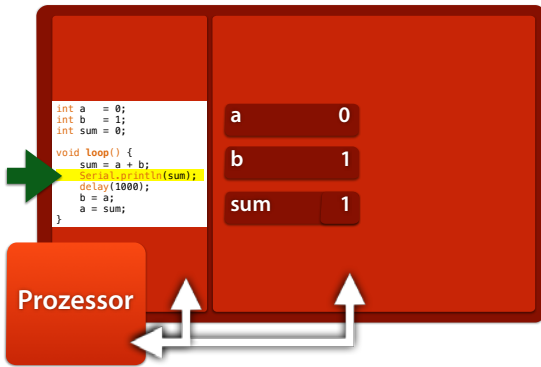 int a   = 0;
int b   = 1;
int sum = 0;
void loop() {
    sum = a + b;
    Serial.println(sum);
    delay(1000);
    b = a;
    a = sum;
}
a 0
b 1
sum 1
Prozessor